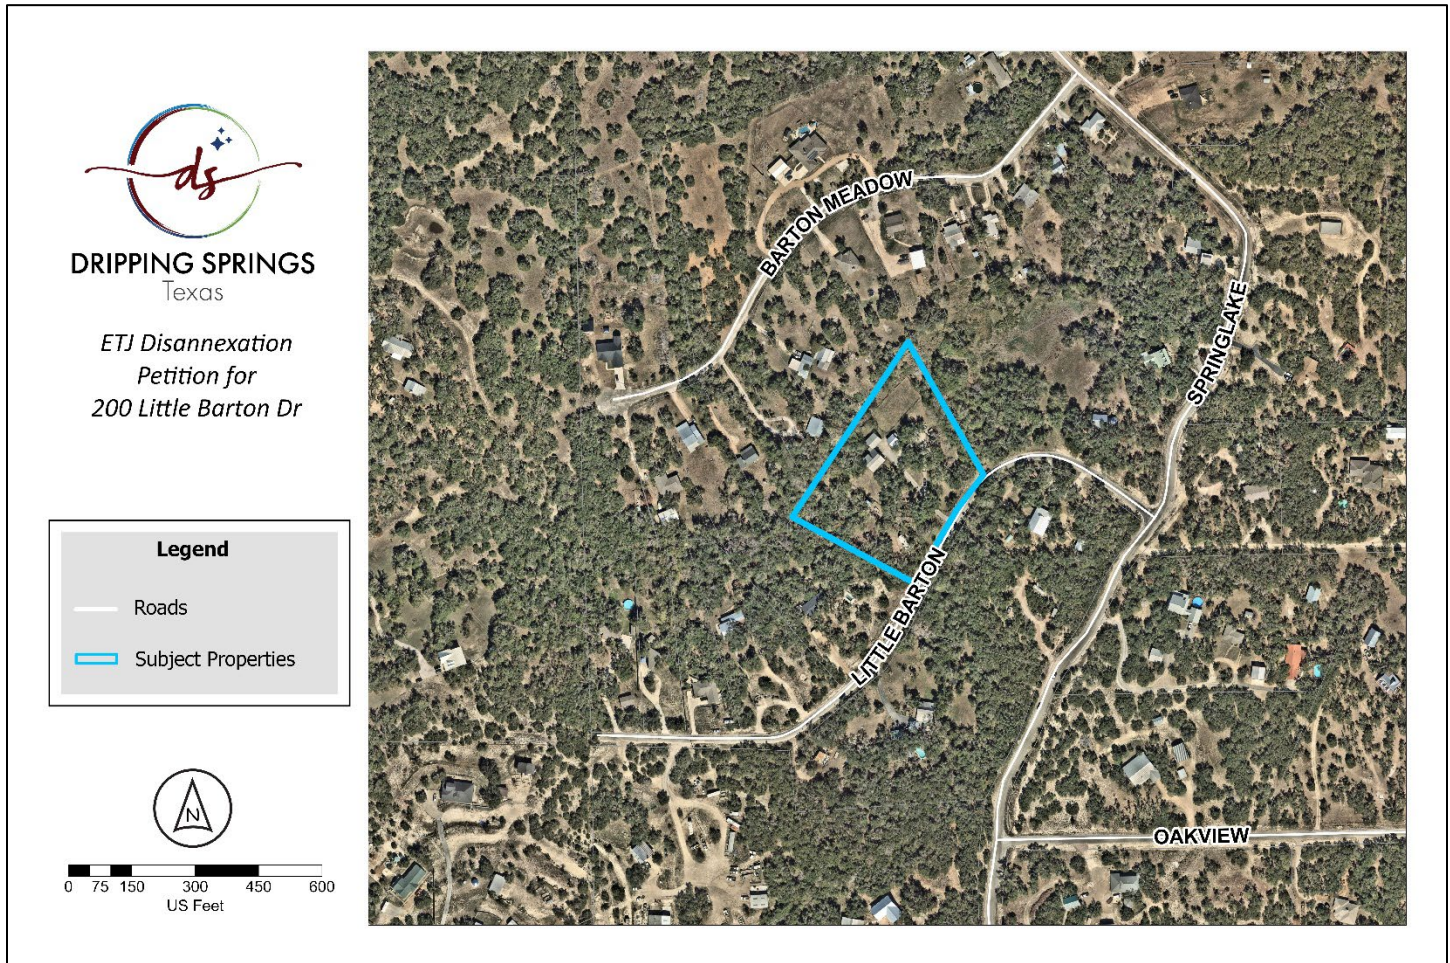 ds
DRIPPING SPRINGS
Texas
ETJ Disannexation
Petition for
200 Little Barton Dr
Legend
Roads
Subject Properties
N
0 75 150 300 450 600
US Feet
BARTON MEADOW
SPRINGLAKE
LITTLE BARTON
OAKVIEW